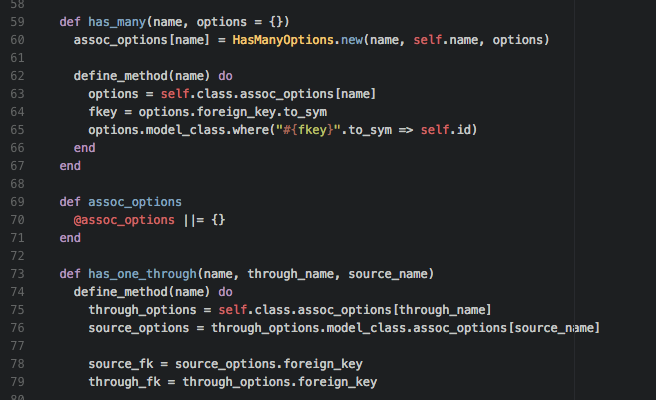 58
59 def has_many(name, options = {})
60 assoc_options[name] = HasManyOptions.new(name, self.name, options)
61
62 define_method(name) do
63 options = self.class.assoc_options[name]
64 fkey = options.foreign_key.to_sym
65 options.model_class.where("#{fkey}".to_sym => self.id)
66 end
67 end
68
69 def assoc_options
70 @assoc_options ||= {}
71 end
72
73 def has_one_through(name, through_name, source_name)
74 define_method(name) do
75 through_options = self.class.assoc_options[through_name]
76 source_options = through_options.model_class.assoc_options[source_name]
77
78 source_fk = source_options.foreign_key
79 through_fk = through_options.foreign_key
80